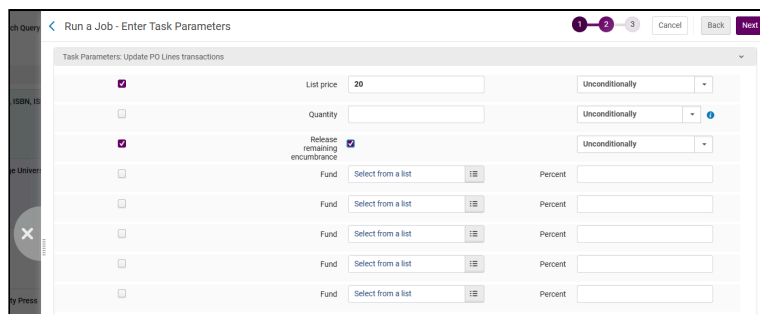 ch Query
Run a Job - Enter Task Parameters
1 2 3 Cancel Back Next
Task Parameters: Update PO Lines transactions
List price 20 Unconditionally
, ISBN, IS
Quantity Unconditionally
Release
remaining
encumbrance
Unconditionally
ge Univers
Fund Select from a list Percent
Fund Select from a list Percent
Fund Select from a list Percent
Fund Select from a list Percent
Fund Select from a list Percent
ty Press